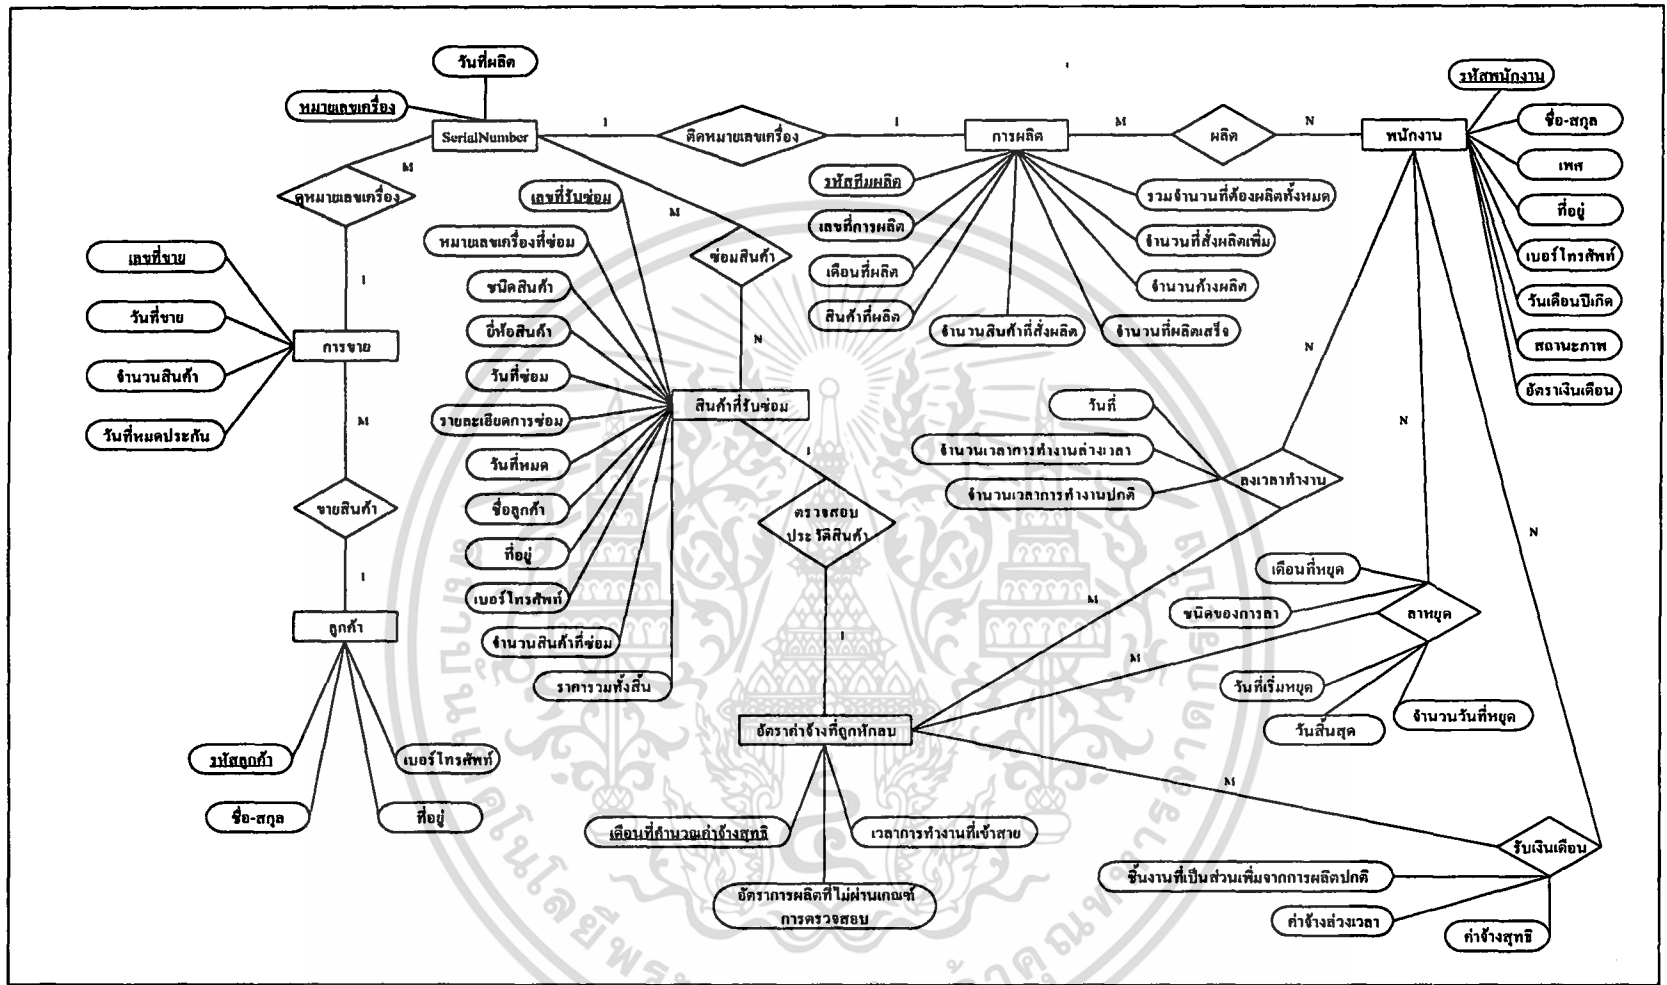 วันที่ผลิต
หมายเลขเครื่อง
SerialNumber
1
ติดหมายเลขเครื่อง
1
การผลิต
M
ผลิต
N
พนักงาน
รหัสพนักงาน
ชื่อ-สกุล
เพศ
ที่อยู่
เบอร์โทรศัพท์
วันเดือนปีเกิด
สถานะภาพ
อัตราเงินเดือน
รหัสทีมผลิต
เลขที่การผลิต
เดือนที่ผลิต
สินค้าที่ผลิต
จำนวนสินค้าที่สั่งผลิต
รวมจำนวนที่ต้องผลิตทั้งหมด
จำนวนที่สั่งผลิตเพิ่ม
จำนวนค้างผลิต
จำนวนที่ผลิตเสร็จ
M
ดูหมายเลขเครื่อง
1
เลขที่ขาย
วันที่ขาย
จำนวนสินค้า
วันที่หมดประกัน
การขาย
M
ขายสินค้า
1
ลูกค้า
รหัสลูกค้า
ชื่อ-สกุล
ที่อยู่
เบอร์โทรศัพท์
M
ซ่อมสินค้า
N
สินค้าที่รับซ่อม
เลขที่รับซ่อม
หมายเลขเครื่องที่ซ่อม
ชนิดสินค้า
ยี่ห้อสินค้า
วันที่ซ่อม
รายละเอียดการซ่อม
วันที่หมด
ชื่อลูกค้า
ที่อยู่
เบอร์โทรศัพท์
จำนวนสินค้าที่ซ่อม
ราคารวมทั้งสิ้น
1
ตรวจสอบ
ประวัติสินค้า
1
อัตราค่าจ้างที่ถูกหักลบ
เดือนที่คำนวณค่าจ้างสุทธิ
เวลาการทำงานที่เข้าสาย
อัตราการผลิตที่ไม่ผ่านเกณฑ์
การตรวจสอบ
N
วันที่
จำนวนเวลาการทำงานล่วงเวลา
จำนวนเวลาการทำงานปกติ
ลงเวลาทำงาน
M
N
เดือนที่หยุด
ชนิดของการลา
ลาหยุด
M
วันที่เริ่มหยุด
วันสิ้นสุด
จำนวนวันที่หยุด
N
M
รับเงินเดือน
ชิ้นงานที่เป็นส่วนเพิ่มจากการผลิตปกติ
ค่าจ้างล่วงเวลา
ค่าจ้างสุทธิ